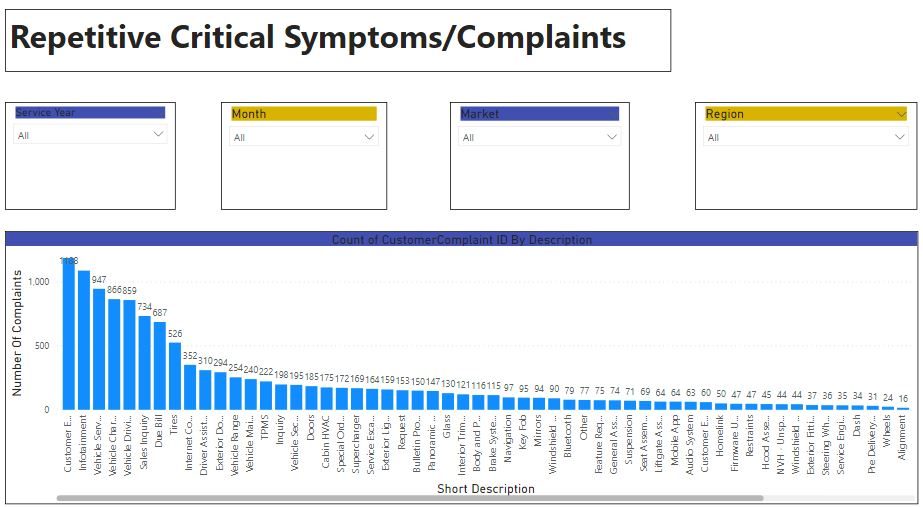 Repetitive Critical Symptoms/Complaints
Service Year
All
Month
All
Market
All
Region
All
Count of CustomerComplaint ID By Description
Number Of Complaints
1,000
500
0
1188
947
866
859
734
687
526
352
310
294
254
240
222
198
195
185
175
172
169
164
159
153
150
147
130
121
116
115
97
95
94
90
79
77
75
74
71
69
64
64
63
60
50
47
47
45
44
44
37
36
35
34
31
24
16
Customer E...
Infotainment
Vehicle Serv...
Vehicle Char...
Vehicle Drivi...
Sales Inquiry
Due Bill
Tires
Internet Co...
Driver Assist...
Exterior Do...
Vehicle Range
Vehicle Mai...
TPMS
Inquiry
Vehicle Sec...
Doors
Cabin HVAC
Special Ord...
Supercharger
Service Esca...
Exterior Lig...
Request
Bulletin Pro...
Panoramic ...
Glass
Interior Trim...
Body and P...
Brake Syste...
Navigation
Key Fob
Mirrors
Windshield ...
Bluetooth
Other
Feature Req...
General Ass...
Suspension
Seat Assem...
Liftgate Ass...
Mobile App
Audio System
Customer E...
Homelink
Firmware U...
Restraints
Hood Asse...
NVH - Unsp...
Windshield ...
Exterior Fitti...
Steering Wh...
Service Engi...
Dash
Pre Delivery...
Wheels
Alignment
Short Description